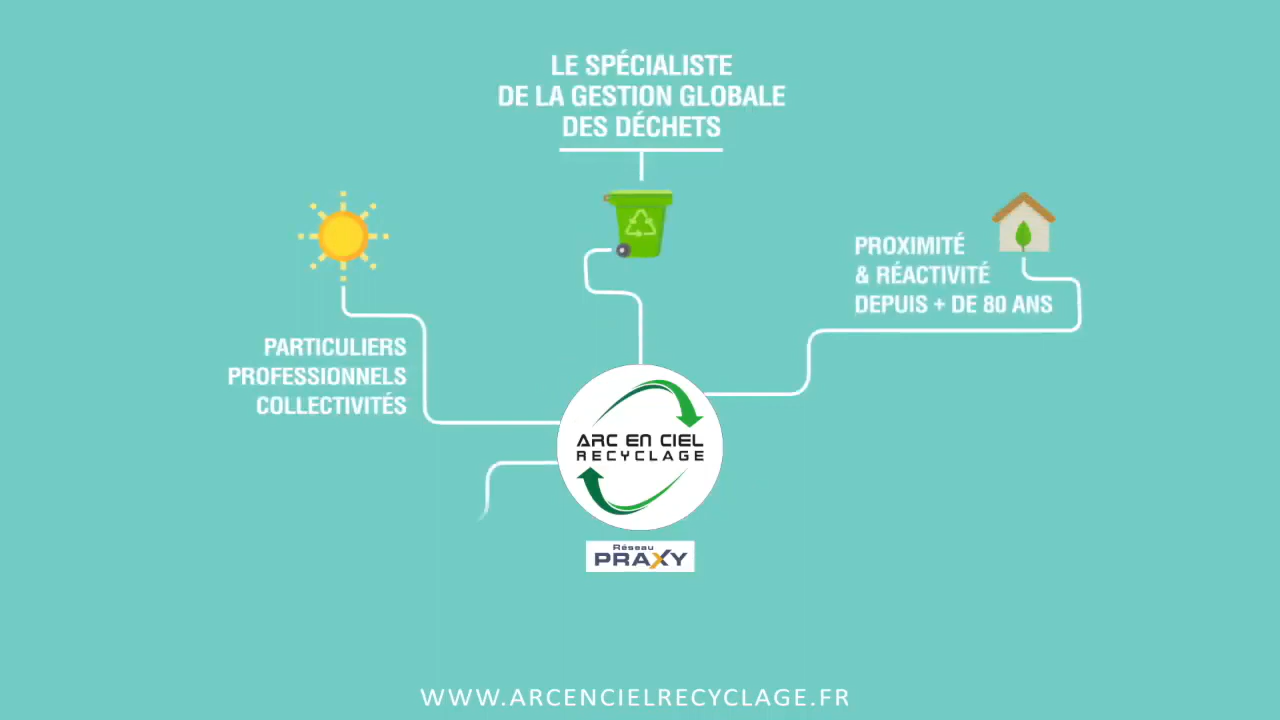 LE SPÉCIALISTE
DE LA GESTION GLOBALE
DES DÉCHETS
PROXIMITÉ
& RÉACTIVITÉ
DEPUIS + DE 80 ANS
PARTICULIERS
PROFESSIONNELS
COLLECTIVITÉS
ARC EN CIEL
RECYCLAGE
Réseau
PRAXY
WWW.ARCENCIELRECYCLAGE.FR